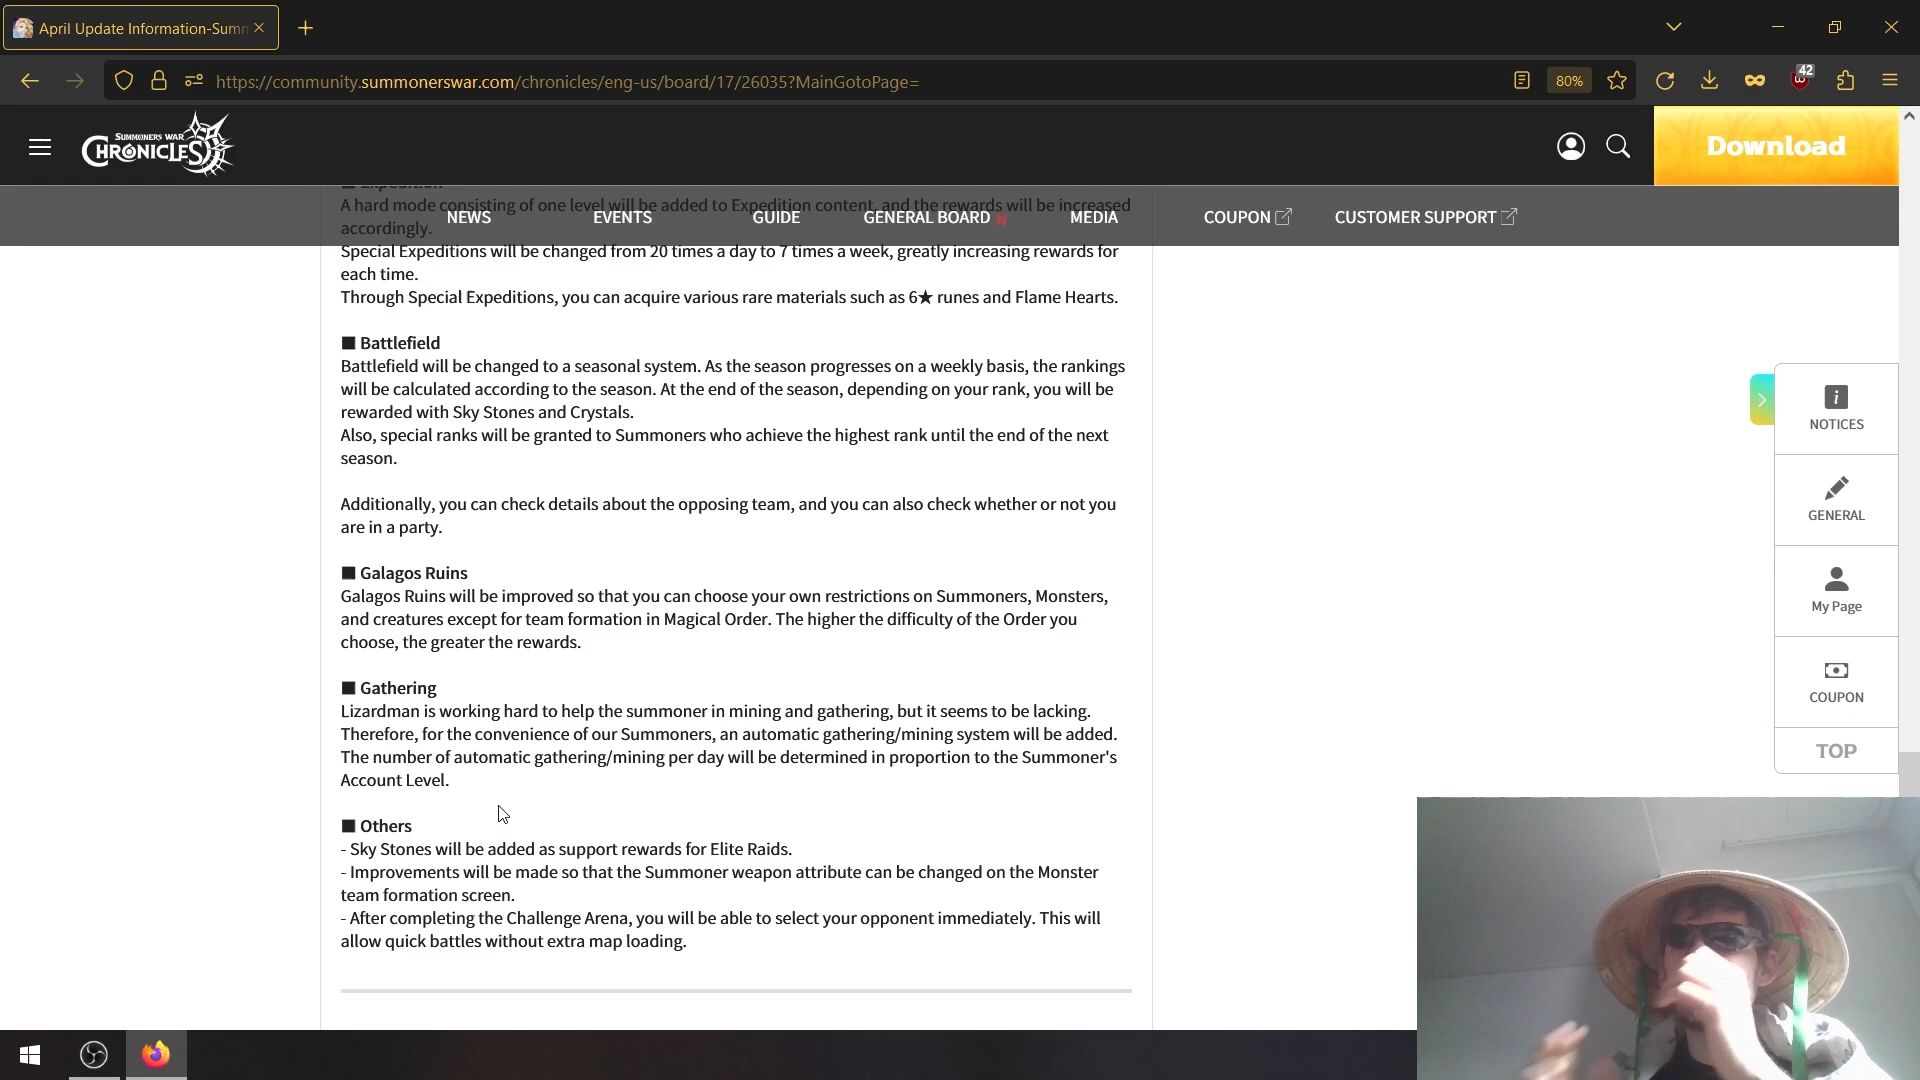 April Update Information-Summ
https://community.summonerswar.com/chronicles/eng-us/board/17/26035?MainGotoPage=
80%
42
SUMMONERS WAR
CHRONICLES
Download
■ Expedition
A hard mode consisting of one level will be added to Expedition content, and the rewards will be increased
NEWS EVENTS GUIDE GENERAL BOARD N MEDIA COUPON CUSTOMER SUPPORT
accordingly.
Special Expeditions will be changed from 20 times a day to 7 times a week, greatly increasing rewards for
each time.
Through Special Expeditions, you can acquire various rare materials such as 6★ runes and Flame Hearts.
■ Battlefield
Battlefield will be changed to a seasonal system. As the season progresses on a weekly basis, the rankings
will be calculated according to the season. At the end of the season, depending on your rank, you will be
rewarded with Sky Stones and Crystals.
Also, special ranks will be granted to Summoners who achieve the highest rank until the end of the next
season.
Additionally, you can check details about the opposing team, and you can also check whether or not you
are in a party.
■ Galagos Ruins
Galagos Ruins will be improved so that you can choose your own restrictions on Summoners, Monsters,
and creatures except for team formation in Magical Order. The higher the difficulty of the Order you
choose, the greater the rewards.
■ Gathering
Lizardman is working hard to help the summoner in mining and gathering, but it seems to be lacking.
Therefore, for the convenience of our Summoners, an automatic gathering/mining system will be added.
The number of automatic gathering/mining per day will be determined in proportion to the Summoner's
Account Level.
■ Others
- Sky Stones will be added as support rewards for Elite Raids.
- Improvements will be made so that the Summoner weapon attribute can be changed on the Monster
team formation screen.
- After completing the Challenge Arena, you will be able to select your opponent immediately. This will
allow quick battles without extra map loading.
NOTICES
GENERAL
My Page
COUPON
TOP